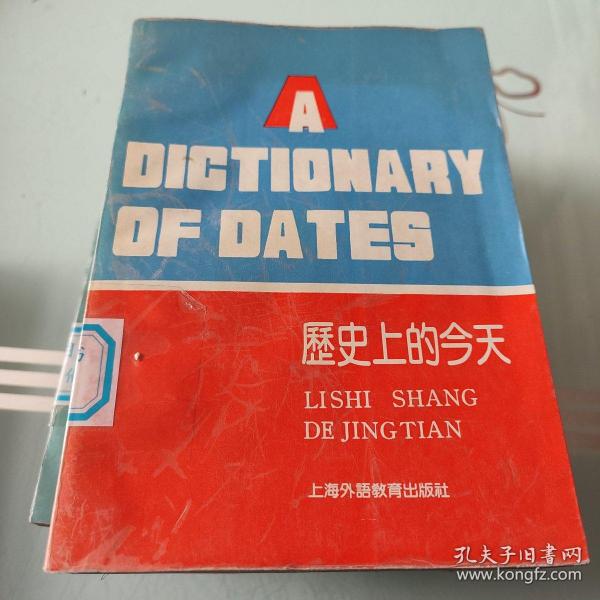 A
DICTIONARY
OF DATES
歷史上的今天
LISHI SHANG
DE JINGTIAN
上海外語教育出版社
孔夫子旧書网
www.kongfz.com